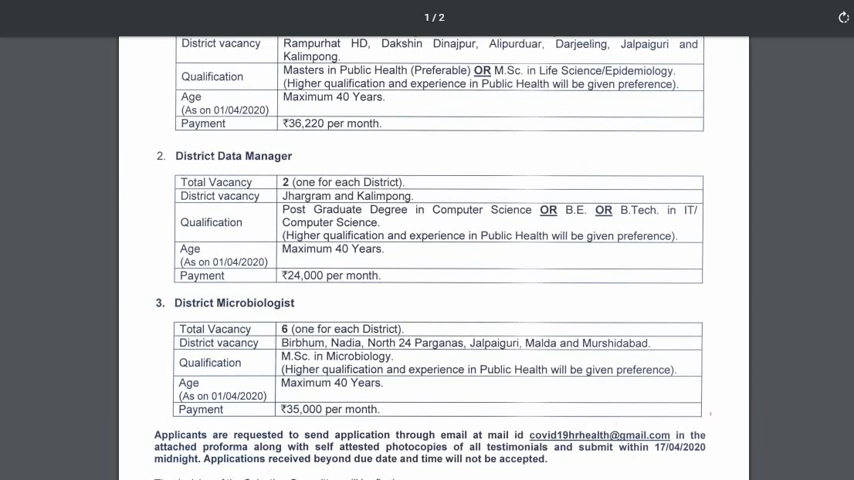 1 / 2
District vacancy Rampurhat HD, Dakshin Dinajpur, Alipurduar, Darjeeling, Jalpaiguri and
Kalimpong.
Qualification Masters in Public Health (Preferable) OR M.Sc. in Life Science/Epidemiology.
(Higher qualification and experience in Public Health will be given preference).
Age Maximum 40 Years.
(As on 01/04/2020)
Payment ₹36,220 per month.
2. District Data Manager
Total Vacancy 2 (one for each District).
District vacancy Jhargram and Kalimpong.
Post Graduate Degree in Computer Science OR B.E. OR B.Tech. in IT/
Qualification Computer Science.
(Higher qualification and experience in Public Health will be given preference).
Age Maximum 40 Years.
(As on 01/04/2020)
Payment ₹24,000 per month.
3. District Microbiologist
Total Vacancy 6 (one for each District).
District vacancy Birbhum, Nadia, North 24 Parganas, Jalpaiguri, Malda and Murshidabad.
Qualification M.Sc. in Microbiology.
(Higher qualification and experience in Public Health will be given preference).
Age Maximum 40 Years.
(As on 01/04/2020)
Payment ₹35,000 per month.
Applicants are requested to send application through email at mail id covid19hrhealth@gmail.com in the
attached proforma along with self attested photocopies of all testimonials and submit within 17/04/2020
midnight. Applications received beyond due date and time will not be accepted.